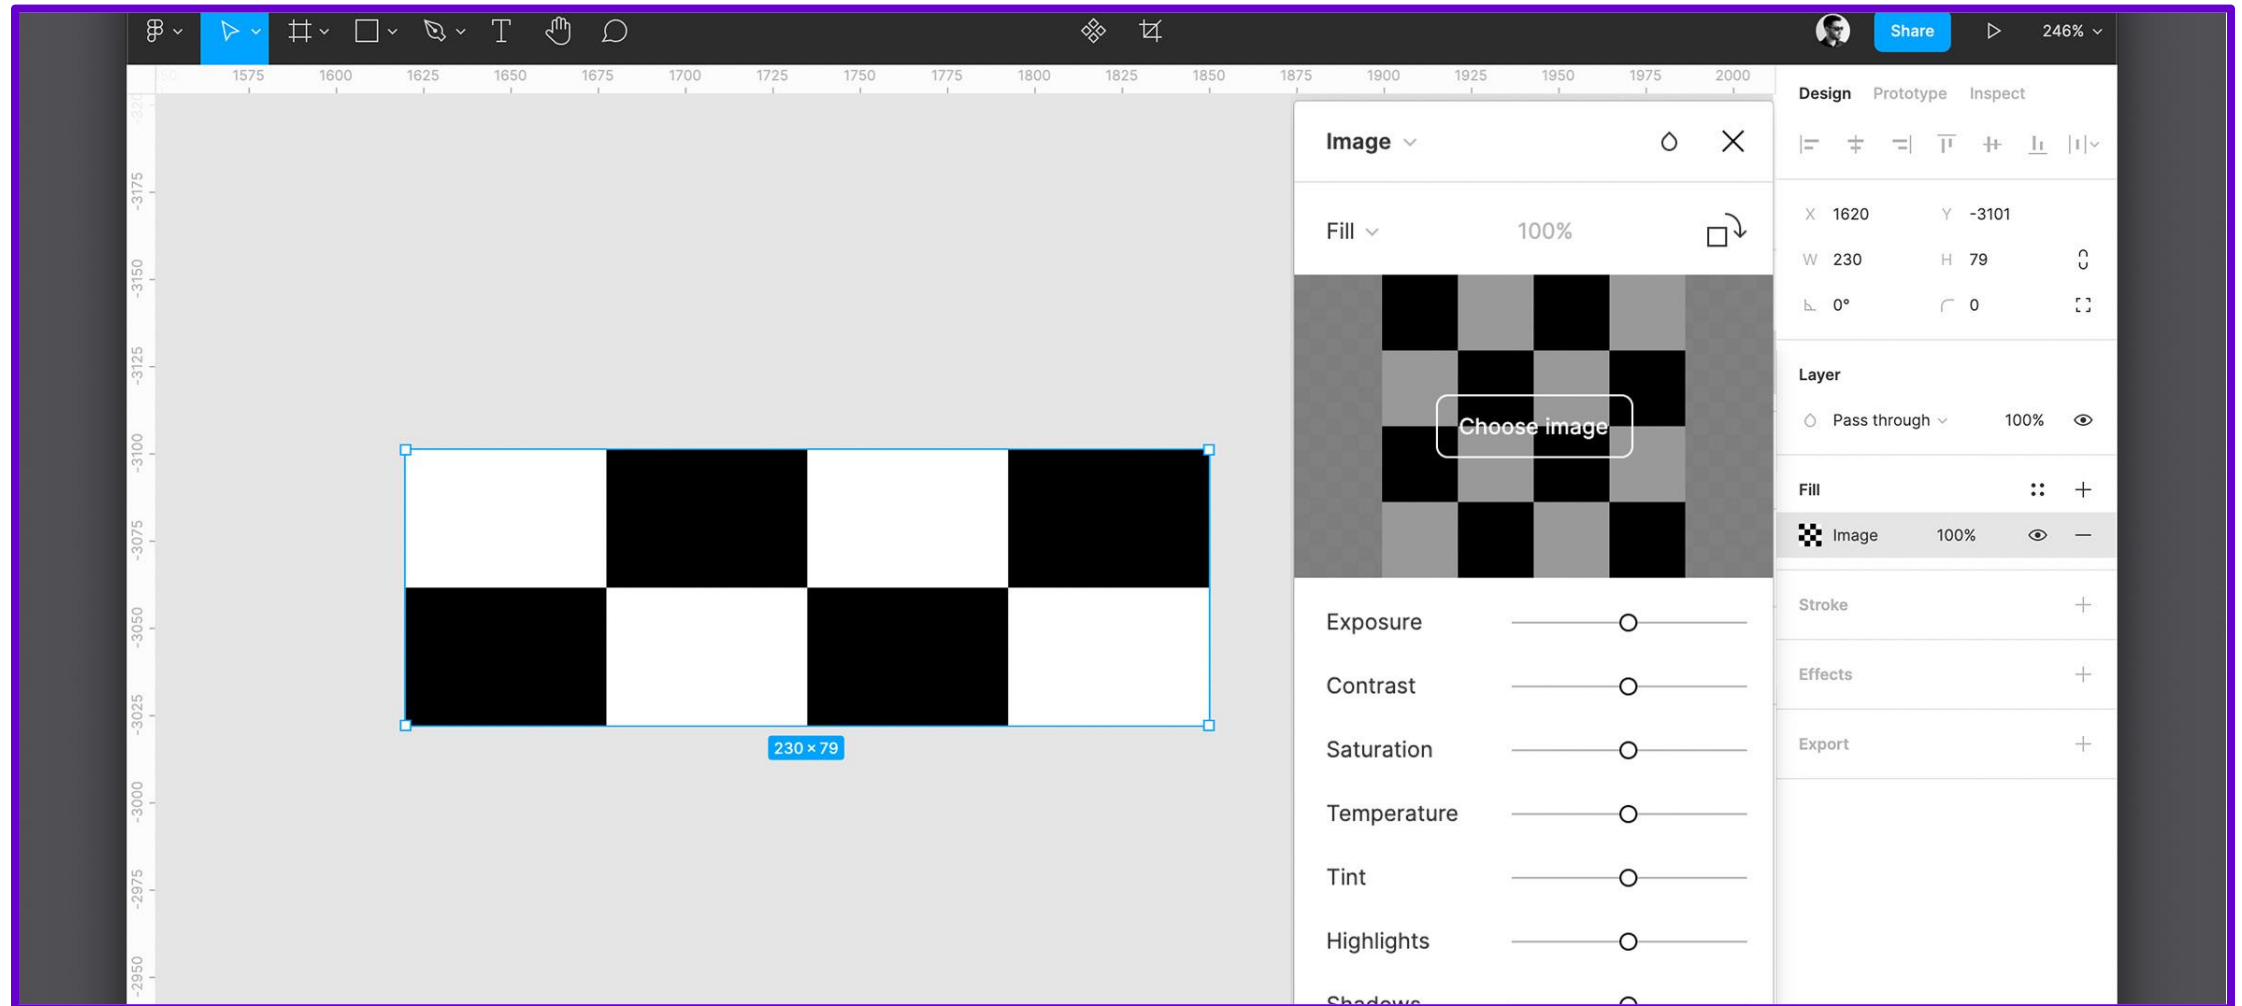 Share
246%
50 1575 1600 1625 1650 1675 1700 1725 1750 1775 1800 1825 1850 1875 1900 1925 1950 1975 2000
Design Prototype Inspect
Image
X 1620 Y -3101
Fill 100%
W 230 H 79
0° 0
Layer
Pass through 100%
Choose image
Fill
Image 100%
Stroke
Exposure
Effects
Contrast
Export
Saturation
Temperature
Tint
Highlights
Shadows
230 × 79
-320
-3175
-3150
-3125
-3100
-3075
-3050
-3025
-3000
-2975
-2950